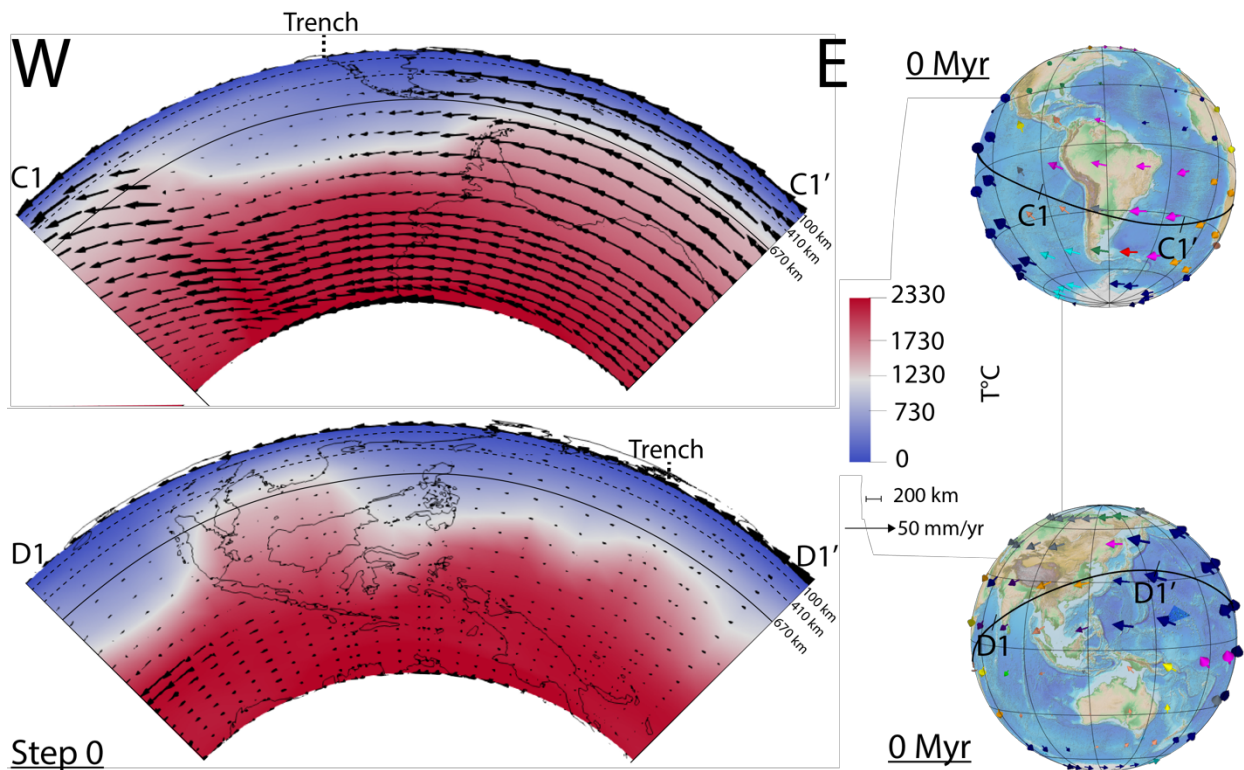 W
Trench
E
0 Myr
C1
C1'
100 km
410 km
670 km
C1
C1'
2330
1730
1230
730
0
T°C
Trench
200 km
50 mm/yr
D1
D1'
100 km
410 km
670 km
D1'
D1
Step 0
0 Myr